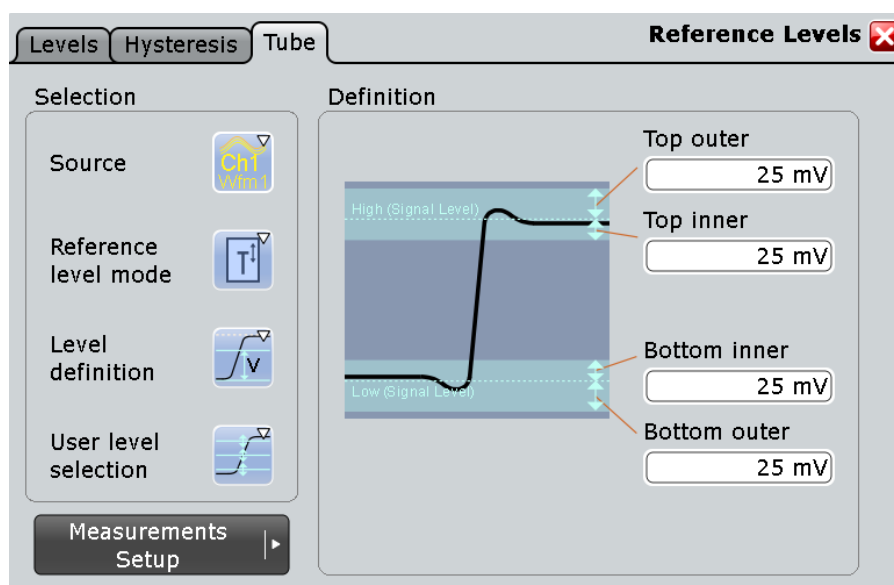 Levels Hysteresis Tube Reference Levels
Selection
Source
Ch1
Wfm1
Reference
level mode
T
Level
definition
V
User level
selection
Measurements
Setup
Definition
High (Signal Level)
Low (Signal Level)
Top outer
25 mV
Top inner
25 mV
Bottom inner
25 mV
Bottom outer
25 mV